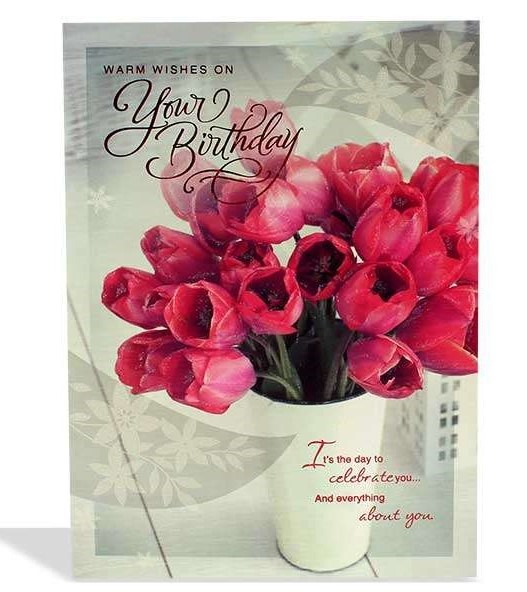 WARM WISHES ON
Your
Birthday
It's the day to
celebrate you...
And everything
about you.